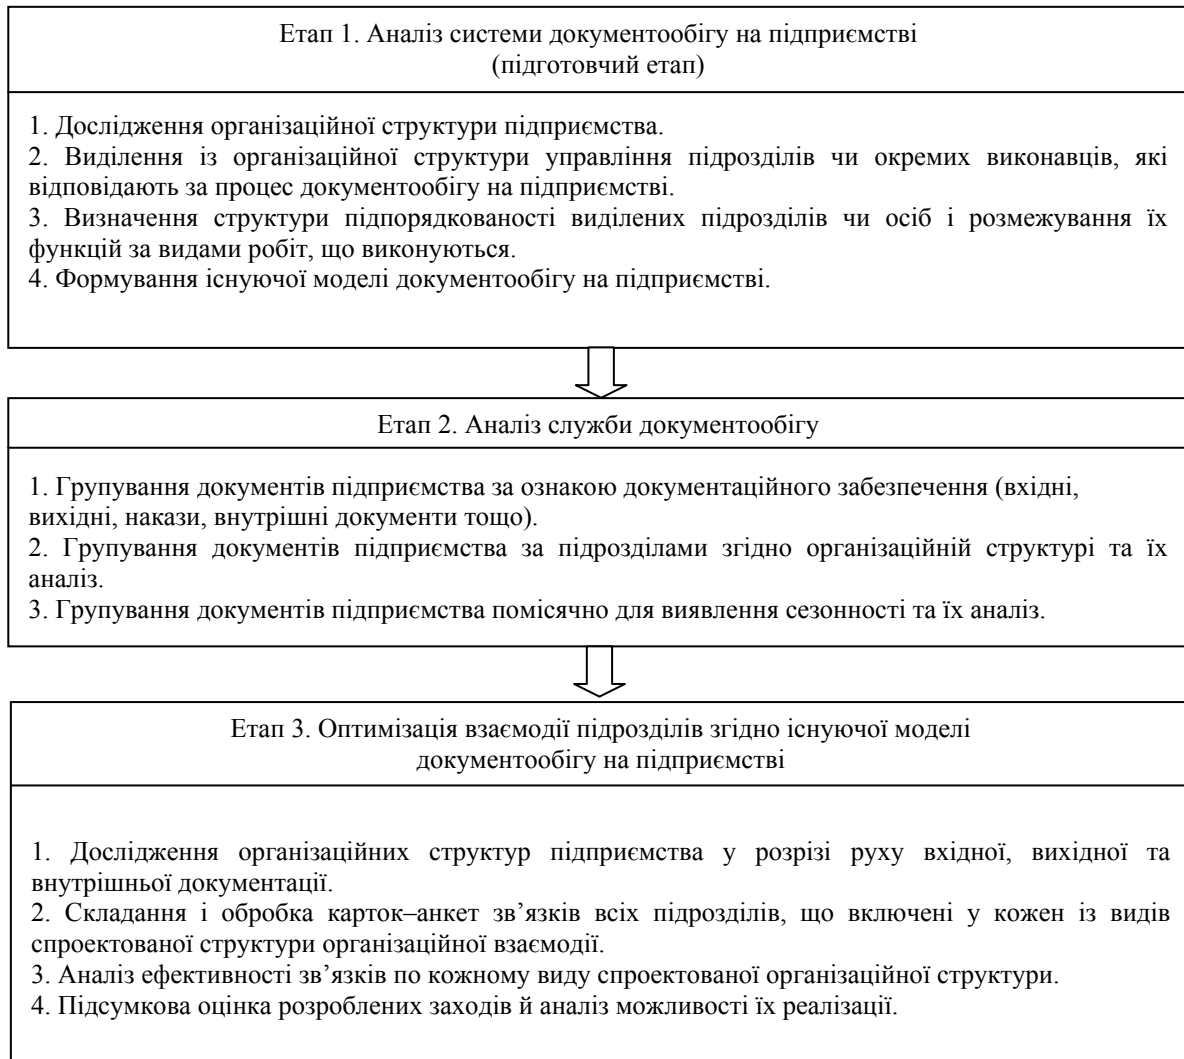 Етап 1. Аналіз системи документообігу на підприємстві
(підготовчий етап)
1. Дослідження організаційної структури підприємства.
2. Виділення із організаційної структури управління підрозділів чи окремих виконавців, які
відповідають за процес документообігу на підприємстві.
3. Визначення структури підпорядкованості виділених підрозділів чи осіб і розмежування їх
функцій за видами робіт, що виконуються.
4. Формування існуючої моделі документообігу на підприємстві.
Етап 2. Аналіз служби документообігу
1. Групування документів підприємства за ознакою документаційного забезпечення (вхідні,
вихідні, накази, внутрішні документи тощо).
2. Групування документів підприємства за підрозділами згідно організаційній структурі та їх
аналіз.
3. Групування документів підприємства помісячно для виявлення сезонності та їх аналіз.
Етап 3. Оптимізація взаємодії підрозділів згідно існуючої моделі
документообігу на підприємстві
1. Дослідження організаційних структур підприємства у розрізі руху вхідної, вихідної та
внутрішньої документації.
2. Складання і обробка карток–анкет зв’язків всіх підрозділів, що включені у кожен із видів
спроектованої структури організаційної взаємодії.
3. Аналіз ефективності зв’язків по кожному виду спроектованої організаційної структури.
4. Підсумкова оцінка розроблених заходів й аналіз можливості їх реалізації.